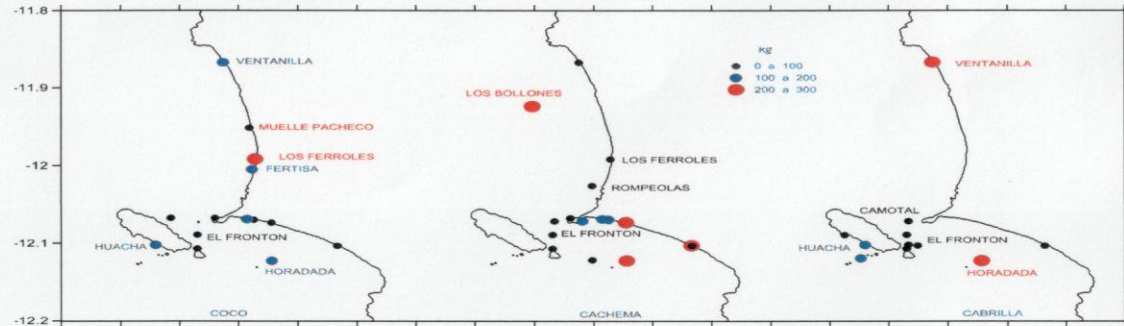 -11.8
-11.9
-12
-12.1
-12.2
VENTANILLA
MUELLE PACHECO
LOS FERROLES
FERTISA
HUACHA
EL FRONTON
HORADADA
COCO
LOS BOLLONES
LOS FERROLES
ROMPEOLAS
EL FRONTON
CACHEMA
Kg
0 a 100
100 a 200
200 a 300
VENTANILLA
CAMOTAL
HUACHA
EL FRONTON
HORADADA
CABRILLA